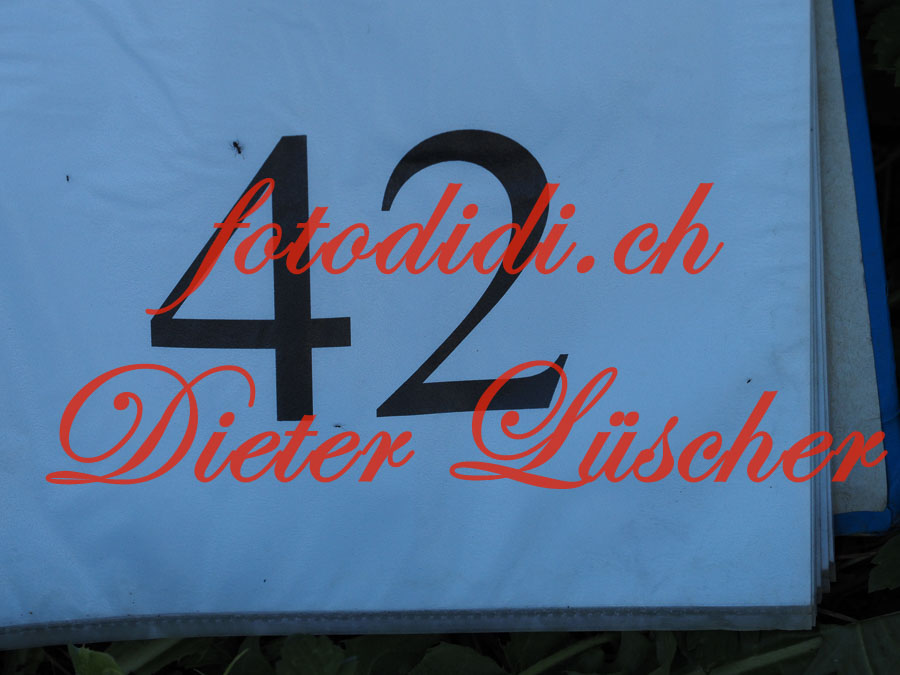 42
fotodidi.ch
Dieter Lüscher